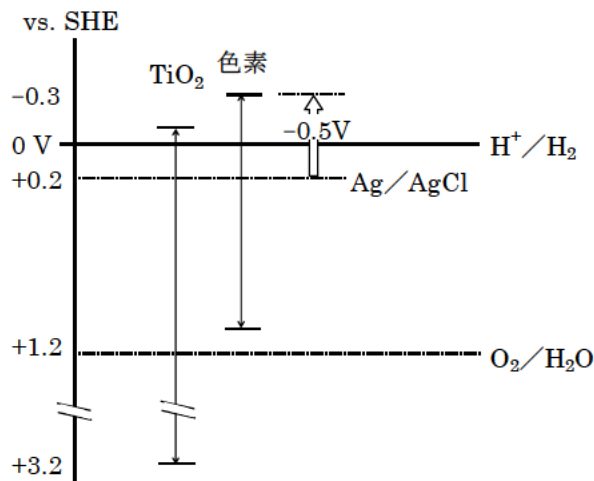 vs. SHE
TiO₂ 色素
−0.3
−0.5V
0 V
H⁺/H₂
+0.2
Ag/AgCl
+1.2
O₂/H₂O
+3.2